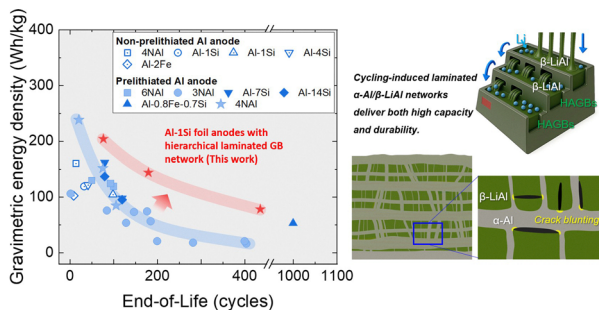 Gravimetric energy density (Wh/kg)
400
350
300
250
200
150
100
50
0
Non-prelithiated Al anode
4NAl
Al-1Si
Al-1Si
Al-4Si
Al-2Fe
Prelithiated Al anode
6NAl
3NAl
Al-7Si
Al-14Si
Al-0.8Fe-0.7Si
4NAl
Al-1Si foil anodes with
hierarchical laminated GB
network (This work)
0
100
200
300
400
1000
1100
End-of-Life (cycles)
Li
β-LiAl
β-LiAl
HAGBs
HAGBs
Cycling-induced laminated
α-Al/β-LiAl networks
deliver both high capacity
and durability.
β-LiAl
α-Al
Crack blunting